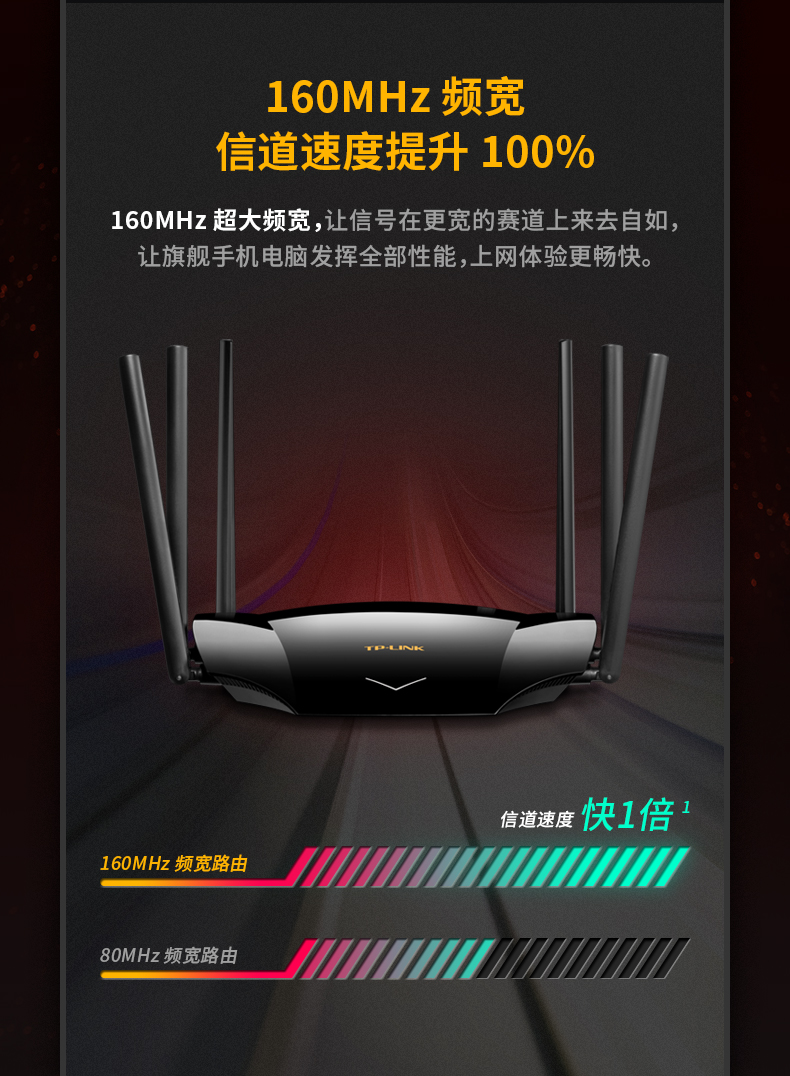 160MHz 频宽
信道速度提升 100%
160MHz 超大频宽,让信号在更宽的赛道上来去自如,
让旗舰手机电脑发挥全部性能,上网体验更畅快。
TP-LINK
信道速度 快1倍 1
160MHz 频宽路由
80MHz 频宽路由